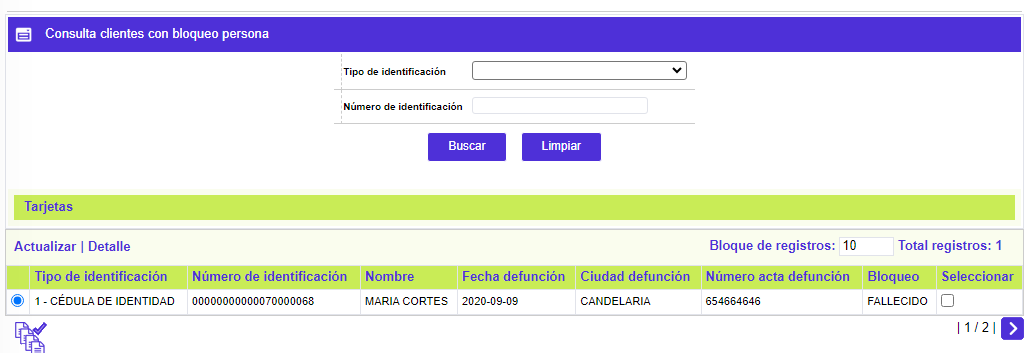 Consulta clientes con bloqueo persona
Tipo de identificación
Número de identificación
Buscar Limpiar
Tarjetas
Actualizar | Detalle Bloque de registros: 10 Total registros: 1
Tipo de identificación Número de identificación Nombre Fecha defunción Ciudad defunción Número acta defunción Bloqueo Seleccionar
1 - CÉDULA DE IDENTIDAD 00000000000070000068 MARIA CORTES 2020-09-09 CANDELARIA 654664646 FALLECIDO
| 1 / 2 |